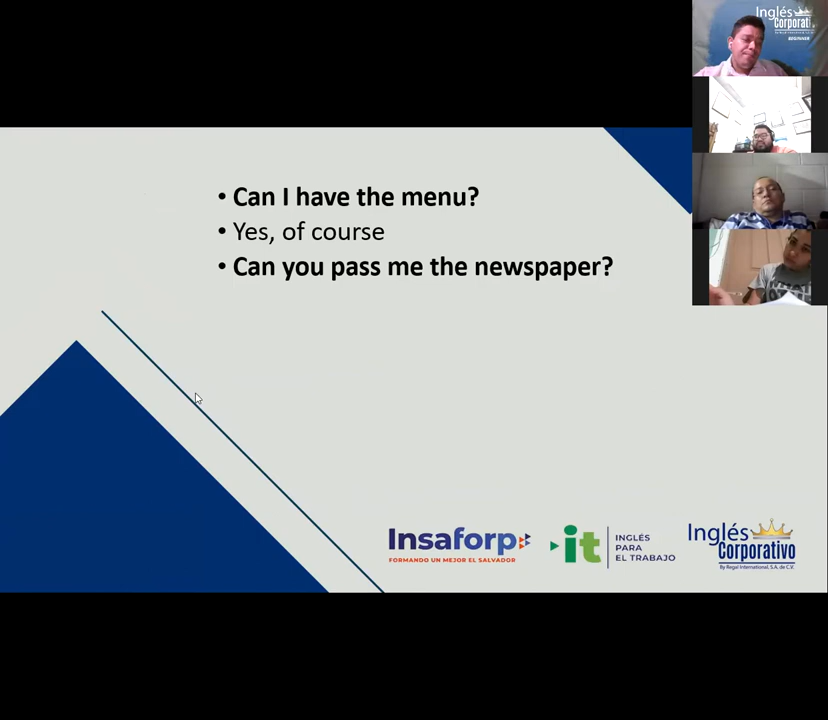 Inglés
Corporativo
BEGINNER
• Can I have the menu?
• Yes, of course
• Can you pass me the newspaper?
Insaforp
FORMANDO UN MEJOR EL SALVADOR
it
INGLÉS
PARA
EL TRABAJO
Inglés
Corporativo
By Regal International, S.A. de C.V.